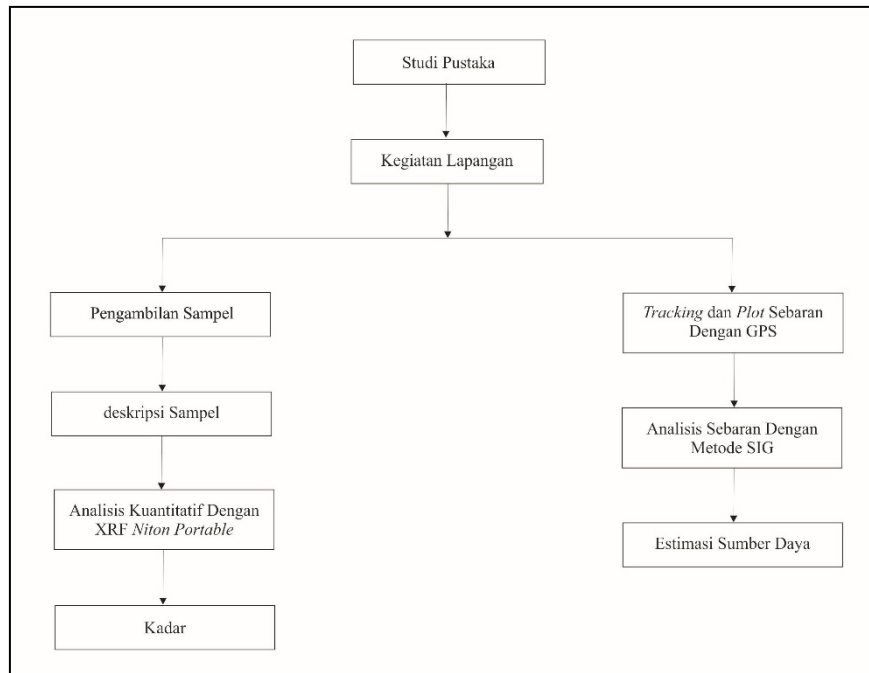 Studi Pustaka
Kegiatan Lapangan
Pengambilan Sampel
deskripsi Sampel
Analisis Kuantitatif Dengan
XRF Niton Portable
Kadar
Tracking dan Plot Sebaran
Dengan GPS
Analisis Sebaran Dengan
Metode SIG
Estimasi Sumber Daya